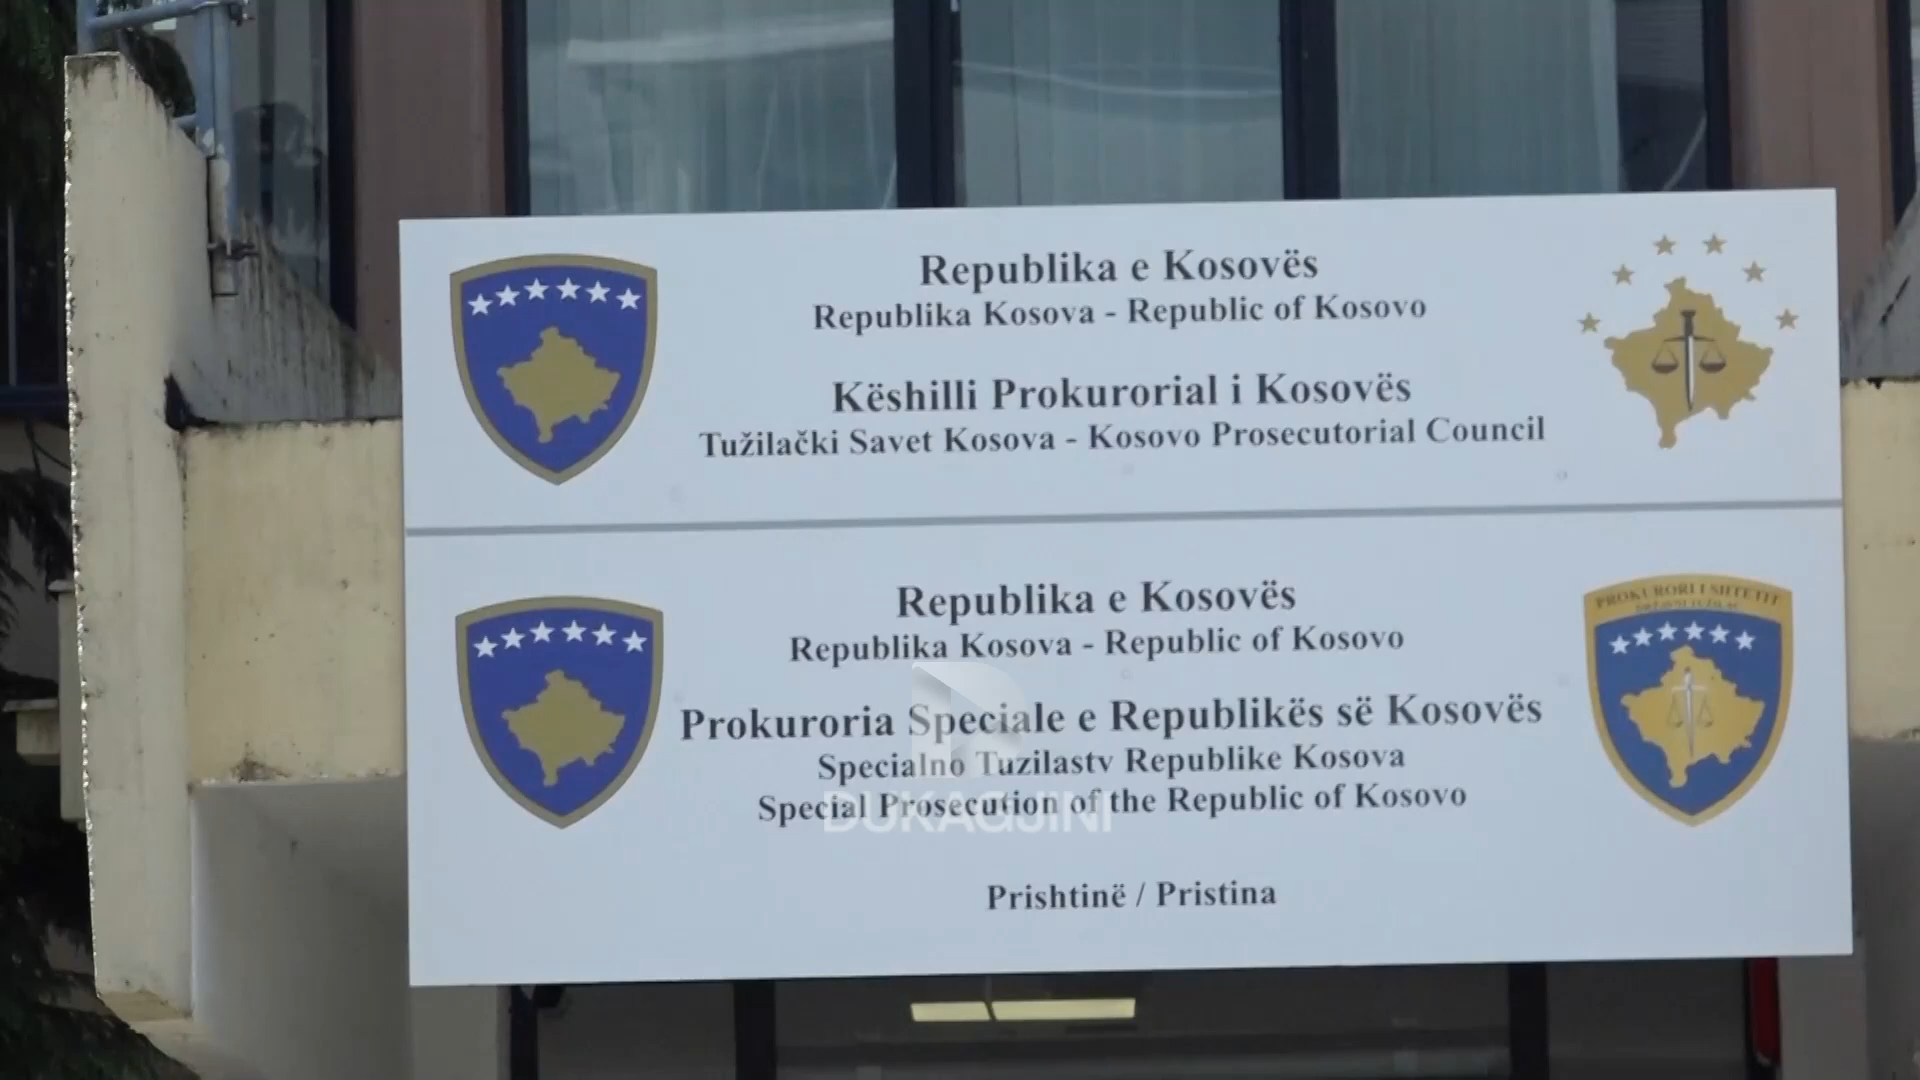 Republika e Kosovës
Republika Kosova - Republic of Kosovo
Këshilli Prokurorial i Kosovës
Tužilački Savet Kosova - Kosovo Prosecutorial Council
Republika e Kosovës
Republika Kosova - Republic of Kosovo
PROKURORI I SHTETIT
Prokuroria Speciale e Republikës së Kosovës
Specialno Tuzilastv Republike Kosova
Special Prosecution of the Republic of Kosovo
DUKAGJINI
Prishtinë / Pristina